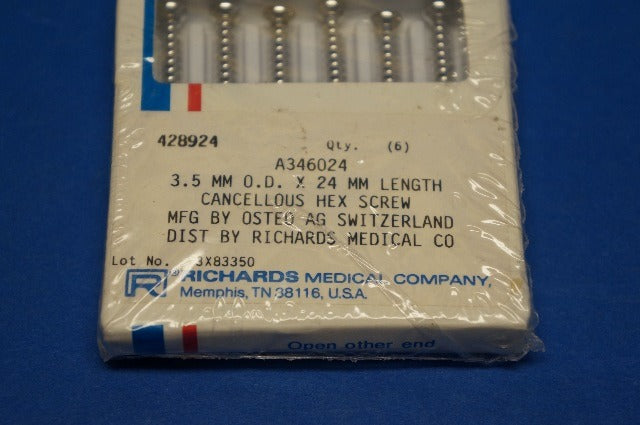 428924 Qty. (6)
A346024
3.5 MM O.D. X 24 MM LENGTH
CANCELLOUS HEX SCREW
MFG BY OSTEO AG SWITZERLAND
DIST BY RICHARDS MEDICAL CO
Lot No. 3X83350
R ® RICHARDS MEDICAL COMPANY,
Memphis, TN 38116, U.S.A.
Open other end